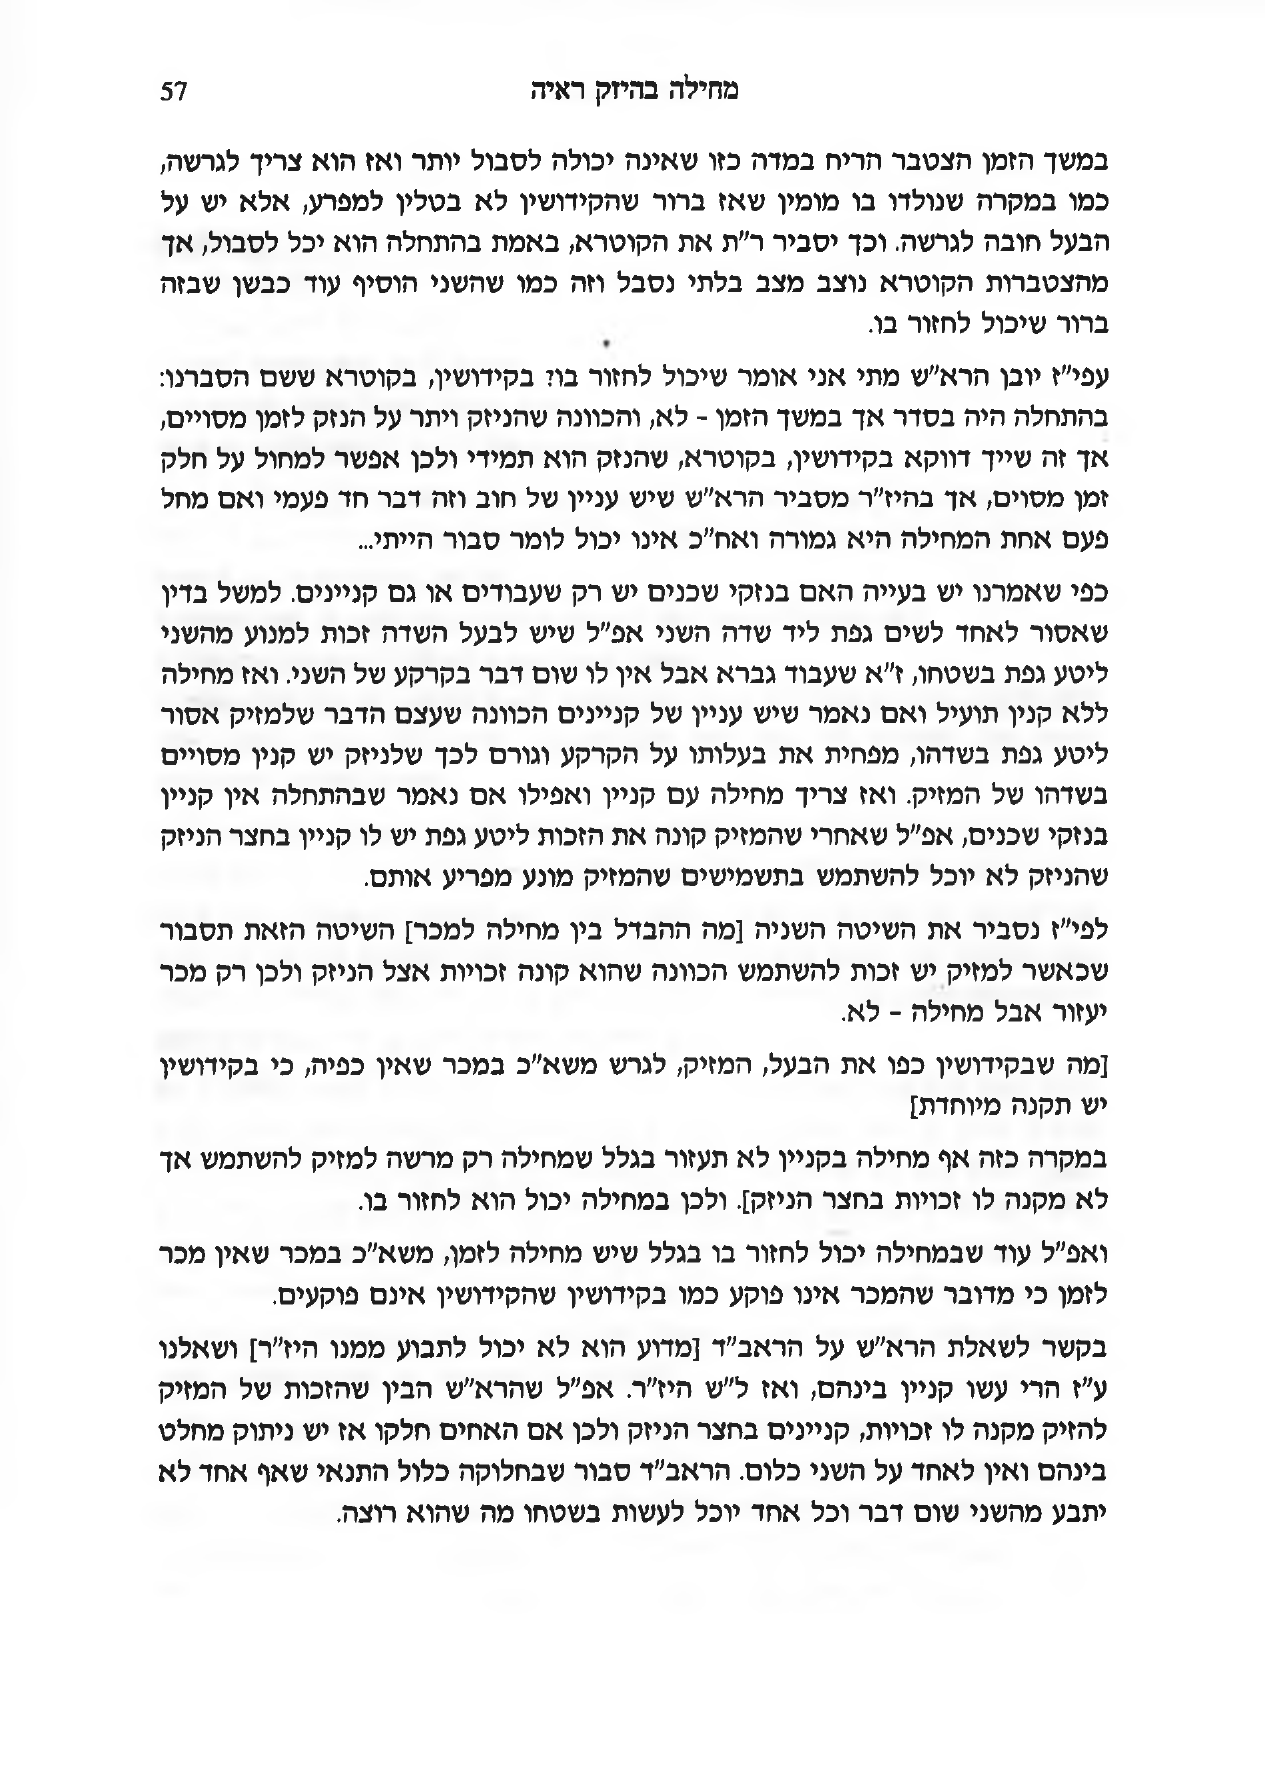 מחילה בהיזק ראיה
57
במשך הזמן הצטבר הריח במדה כזו שאינה יכולה לסבול יותר ואז הוא צריך לגרשה,
כמו במקרה שנולדו בו מומין שאז ברור שהקידושין לא בטלין למפרע, אלא יש על
הבעל חובה לגרשה. וכך יסביר ר״ת את הקוטרא, באמת בהתחלה הוא יכל לסבול, אך
מהצטברות הקוטרא נוצב מצב בלתי נסבל וזה כמו שהשני הוסיף עוד כבשן שבזה
ברור שיכול לחזור בו.
עפי״ז יובן הרא״ש מתי אני אומר שיכול לחזור בו? בקידושין, בקוטרא ששם הסברנו:
בהתחלה היה בסדר אך במשך הזמן - לא, והכוונה שהניזק ויתר על הנזק לזמן מסויים,
אך זה שייך דווקא בקידושין, בקוטרא, שהנזק הוא תמידי ולכן אפשר למחול על חלק
זמן מסוים, אך בהיז״ר מסביר הרא״ש שיש עניין של חוב וזה דבר חד פעמי ואם מחל
פעם אחת המחילה היא גמורה ואח״כ אינו יכול לומר סבור הייתי...
כפי שאמרנו יש בעייה האם בנזקי שכנים יש רק שעבודים או גם קניינים. למשל בדין
שאסור לאחד לשים גפת ליד שדה השני אפ״ל שיש לבעל השדה זכות למנוע מהשני
ליטע גפת בשטחו, ז״א שעבוד גברא אבל אין לו שום דבר בקרקע של השני. ואז מחילה
ללא קנין תועיל ואם נאמר שיש עניין של קניינים הכוונה שעצם הדבר שלמזיק אסור
ליטע גפת בשדהו, מפחית את בעלותו על הקרקע וגורם לכך שלניזק יש קנין מסויים
בשדהו של המזיק. ואז צריך מחילה עם קניין ואפילו אם נאמר שבהתחלה אין קניין
בנזקי שכנים, אפ״ל שאחרי שהמזיק קונה את הזכות ליטע גפת יש לו קניין בחצר הניזק
שהניזק לא יוכל להשתמש בתשמישים שהמזיק מונע מפריע אותם.
לפי״ז נסביר את השיטה השניה [מה ההבדל בין מחילה למכר] השיטה הזאת תסבור
שכאשר למזיק יש זכות להשתמש הכוונה שהוא קונה זכויות אצל הניזק ולכן רק מכר
יעזור אבל מחילה - לא.
[מה שבקידושין כפו את הבעל, המזיק, לגרש משא״כ במכר שאין כפיה, כי בקידושין
יש תקנה מיוחדת]
במקרה כזה אף מחילה בקניין לא תעזור בגלל שמחילה רק מרשה למזיק להשתמש אך
לא מקנה לו זכויות בחצר הניזק]. ולכן במחילה יכול הוא לחזור בו.
ואפ״ל עוד שבמחילה יכול לחזור בו בגלל שיש מחילה לזמן, משא״כ במכר שאין מכר
לזמן כי מדובר שהמכר אינו פוקע כמו בקידושין שהקידושין אינם פוקעים.
בקשר לשאלת הרא״ש על הראב״ד [מדוע הוא לא יכול לתבוע ממנו היז״ר] ושאלנו
ע״ז הרי עשו קניין בינהם, ואז ל״ש היז״ר. אפ״ל שהרא״ש הבין שהזכות של המזיק
להזיק מקנה לו זכויות, קניינים בחצר הניזק ולכן אם האחים חלקו אז יש ניתוק מחלט
בינהם ואין לאחד על השני כלום. הראב״ד סבור שבחלוקה כלול התנאי שאף אחד לא
יתבע מהשני שום דבר וכל אחד יוכל לעשות בשטחו מה שהוא רוצה.